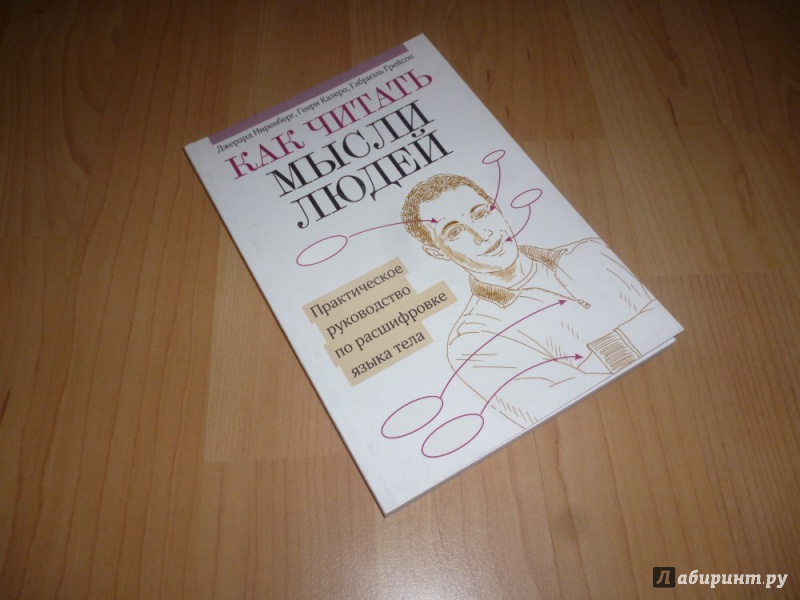 Джерард Ниренберг, Генри Калеро, Габриэль Грейсон
КАК ЧИТАТЬ
МЫСЛИ
ЛЮДЕЙ
Практическое
руководство
по расшифровке
языка тела
Лабиринт.ру